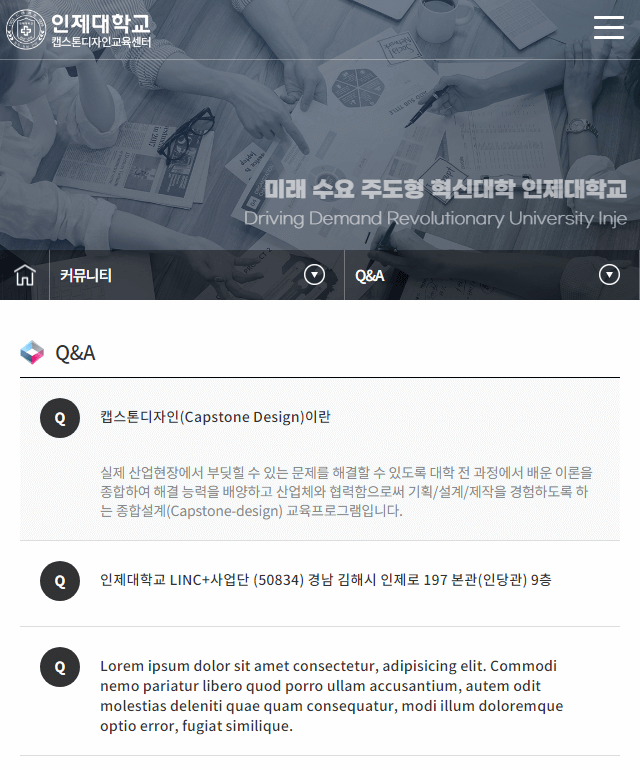 인제대학교
캡스톤디자인교육센터
미래 수요 주도형 혁신대학 인제대학교
Driving Demand Revolutionary University Inje
커뮤니티
Q&A
Q&A
Q
캡스톤디자인(Capstone Design)이란
실제 산업현장에서 부딪힐 수 있는 문제를 해결할 수 있도록 대학 전 과정에서 배운 이론을
종합하여 해결 능력을 배양하고 산업체와 협력함으로써 기획/설계/제작을 경험하도록 하
는 종합설계(Capstone-design) 교육프로그램입니다.
Q
인제대학교 LINC+사업단 (50834) 경남 김해시 인제로 197 본관(인당관) 9층
Q
Lorem ipsum dolor sit amet consectetur, adipisicing elit. Commodi
nemo pariatur libero quod porro ullam accusantium, autem odit
molestias deleniti quae quam consequatur, modi illum doloremque
optio error, fugiat similique.